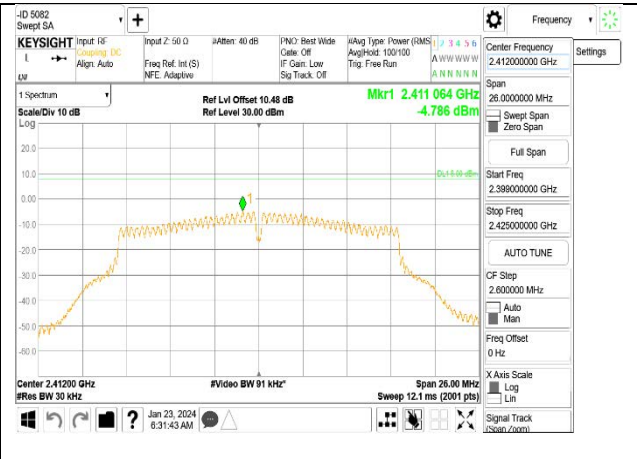 -ID 5082
Swept SA
Frequency
KEYSIGHT
Input: RF
Coupling: DC
Align: Auto
Input Z: 50 Ω
Freq Ref: Int (S)
NFE: Adaptive
#Atten: 40 dB
PNO: Best Wide
Gate: Off
IF Gain: Low
Sig Track: Off
#Avg Type: Power (RMS
Avg|Hold: 100/100
Trig: Free Run
1 2 3 4 5 6
A W W W W W
A N N N N N
L
1 Spectrum
Scale/Div 10 dB
Log
Ref Lvl Offset 10.48 dB
Ref Level 30.00 dBm
Mkr1 2.411 064 GHz
-4.786 dBm
20.0
10.0
0.00
-10.0
-20.0
-30.0
-40.0
-50.0
-60.0
1
Center 2.41200 GHz
#Res BW 30 kHz
#Video BW 91 kHz*
Span 26.00 MHz
Sweep 12.1 ms (2001 pts)
?
Jan 23, 2024
6:31:43 AM
Center Frequency
2.412000000 GHz
Settings
Span
26.0000000 MHz
Swept Span
Zero Span
Full Span
Start Freq
2.399000000 GHz
Stop Freq
2.425000000 GHz
AUTO TUNE
CF Step
2.600000 MHz
Auto
Man
Freq Offset
0 Hz
X Axis Scale
Log
Lin
Signal Track
(Span Zoom)